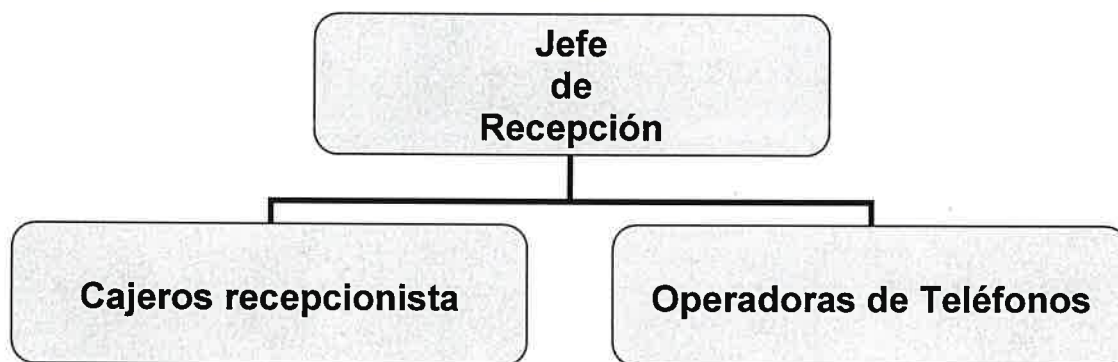 Jefe
de
Recepción
Cajeros recepcionista
Operadoras de Teléfonos